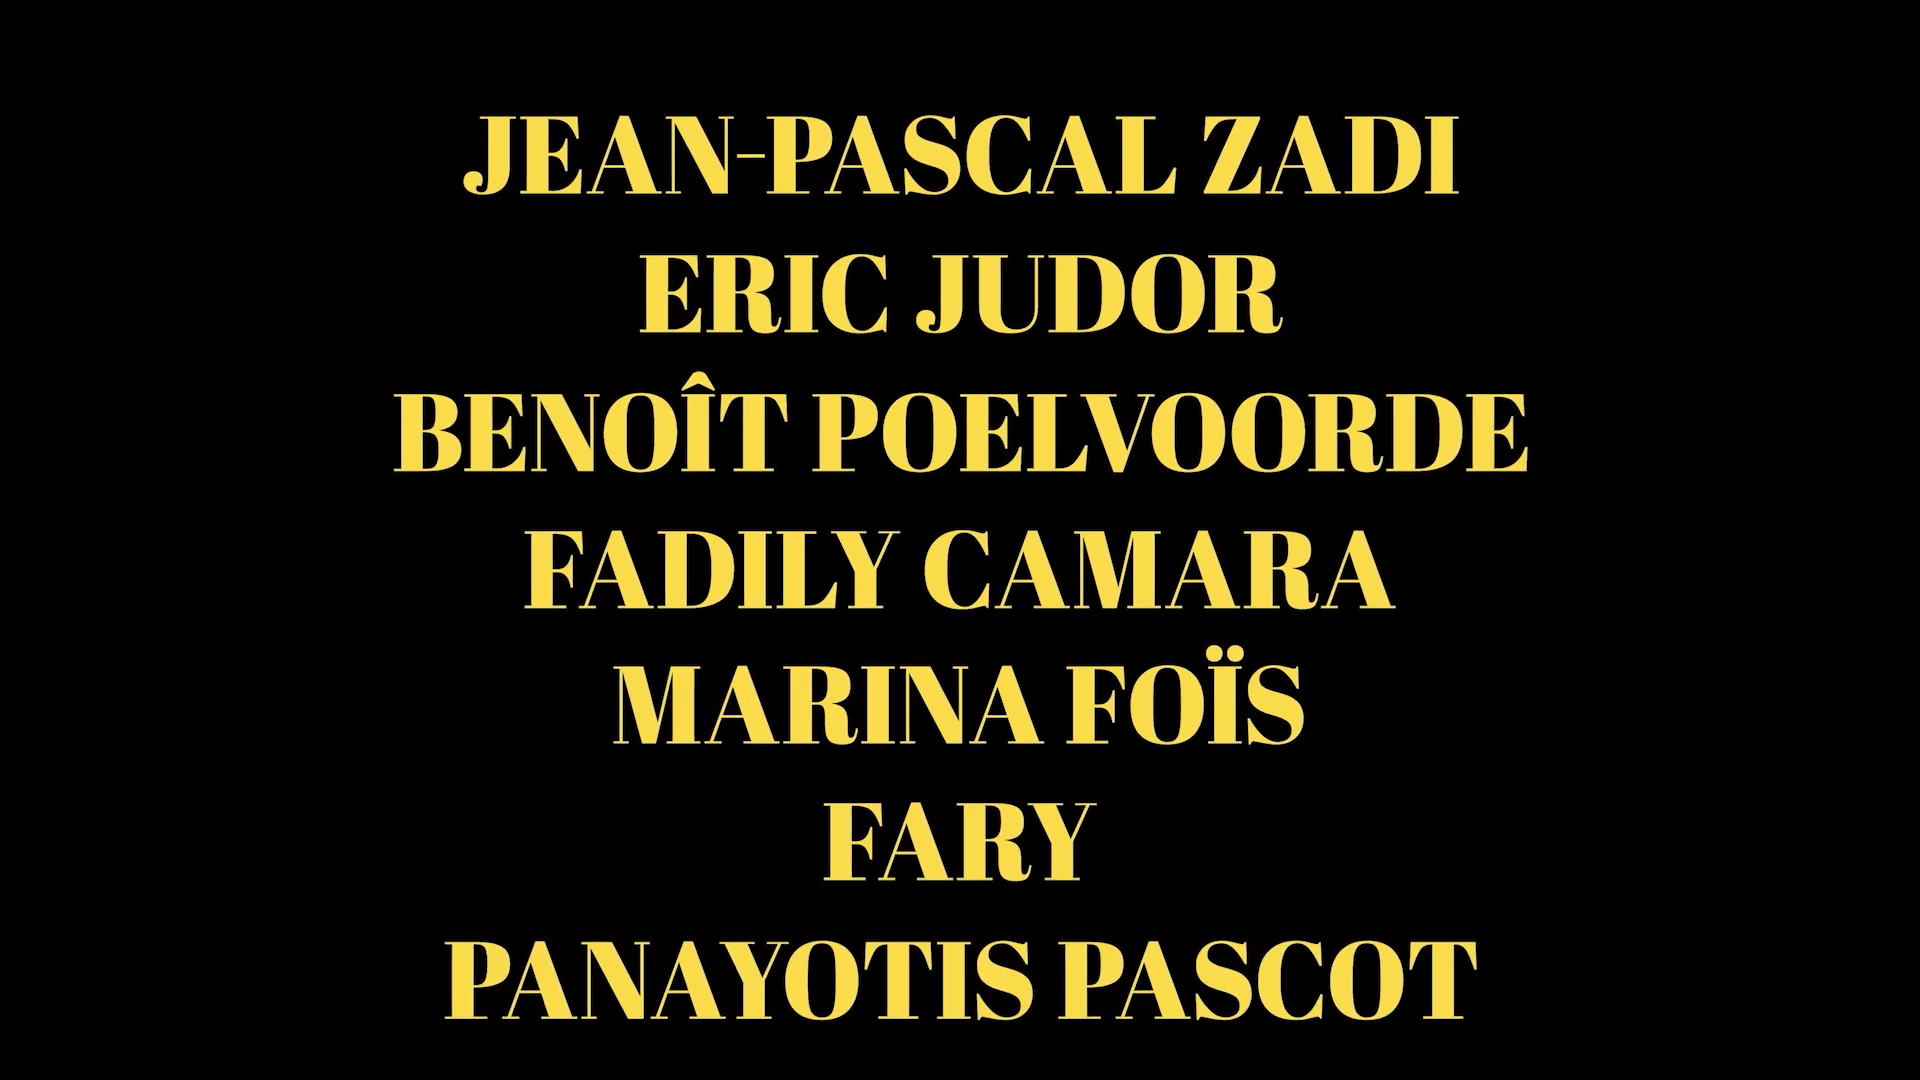 JEAN-PASCAL ZADI
ERIC JUDOR
BENOÎT POELVOORDE
FADILY CAMARA
MARINA FOÏS
FARY
PANAYOTIS PASCOT